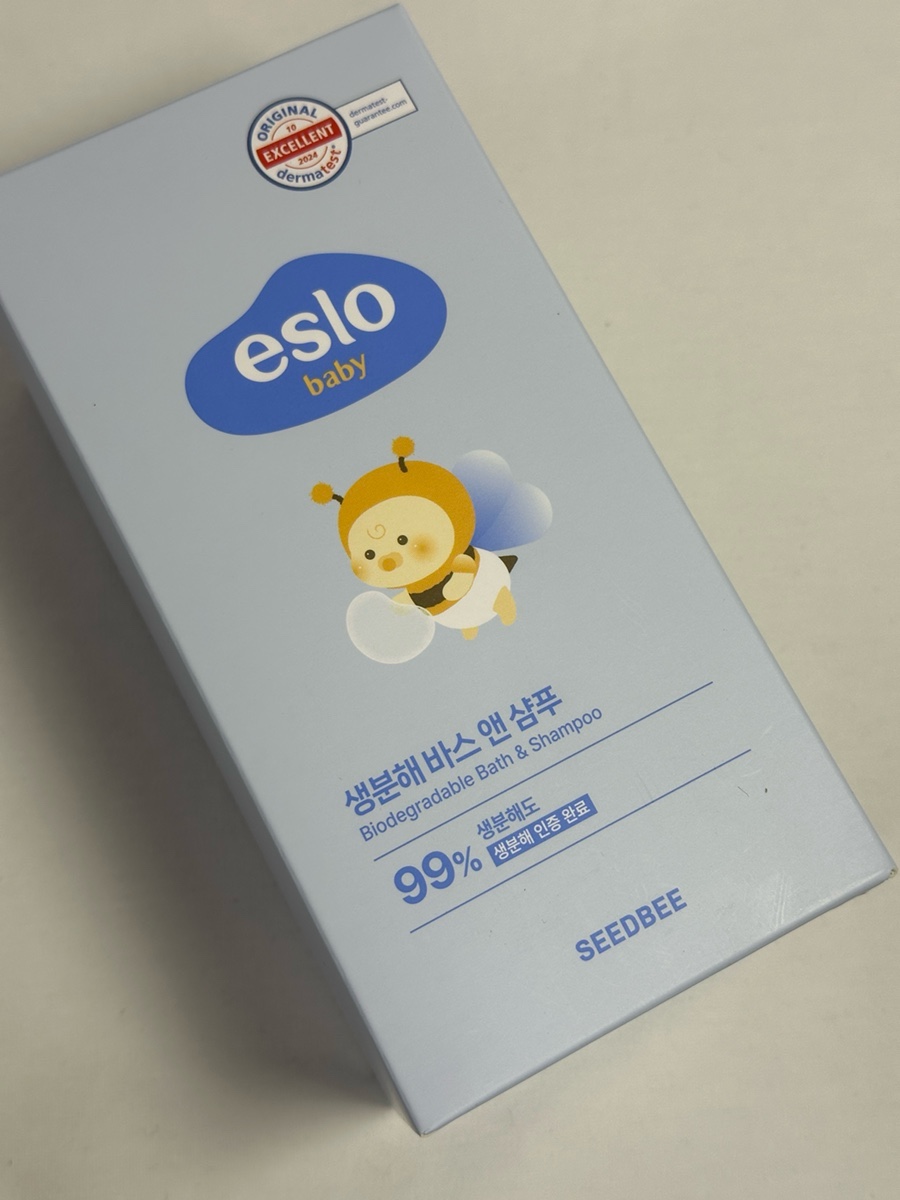 ORIGINAL
10
EXCELLENT
2024
dermatest®
dermatest-
guarantee.com
eslo
baby
생분해 바스 앤 샴푸
Biodegradable Bath & Shampoo
99%
생분해도
생분해 인증 완료
SEEDBEE